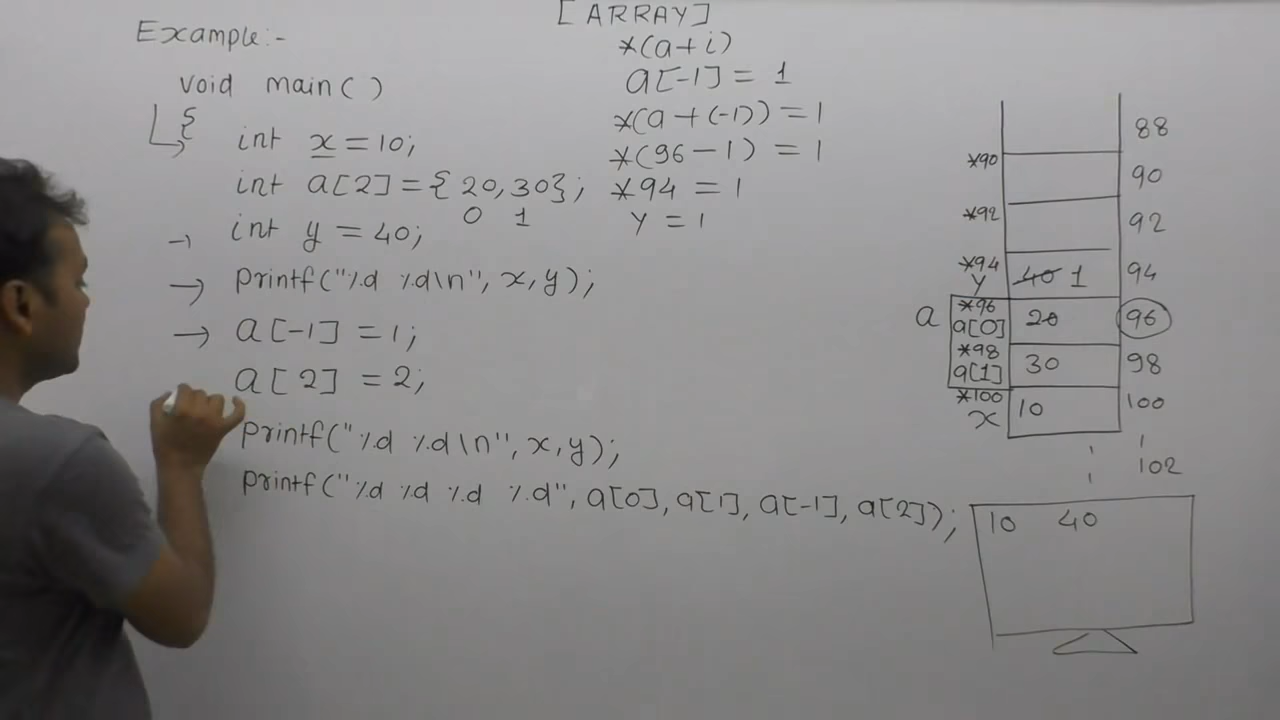 [ARRAY]
Example:-
void main( )
{
int x = 10;
int a[2] = { 20, 30};
0 1
int y = 40;
printf("%d %d\n", x, y);
a[-1] = 1;
a[2] = 2;
printf("%d %d\n", x, y);
printf("%d %d %d %d", a[0], a[1], a[-1], a[2]);
*(a+i)
a[-1] = 1
*(a + (-1)) = 1
*(96 - 1) = 1
*94 = 1
y = 1
88
*90 90
*92 92
*94
y 40 1 94
a
*96
a[0] 20 96
*98
a[1] 30 98
*100
x 10 100
102
10 40